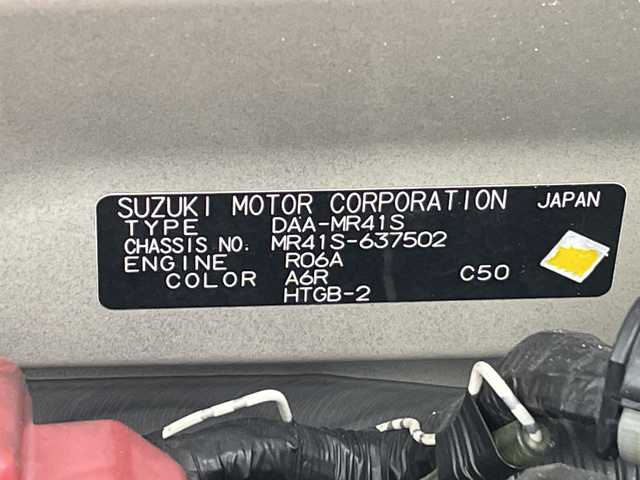 SUZUKI MOTOR CORPORATION JAPAN
TYPE DAA-MR41S
CHASSIS NO. MR41S-637502
ENGINE R06A
COLOR A6R C50
HTGB-2